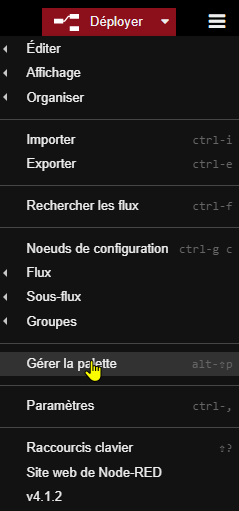 Déployer
Éditer
Affichage
Organiser
Importer ctrl-i
Exporter ctrl-e
Rechercher les flux ctrl-f
Noeuds de configuration ctrl-g c
Flux
Sous-flux
Groupes
Gérer la palette alt-⇧p
Paramètres ctrl-,
Raccourcis clavier ⇧?
Site web de Node-RED
v4.1.2